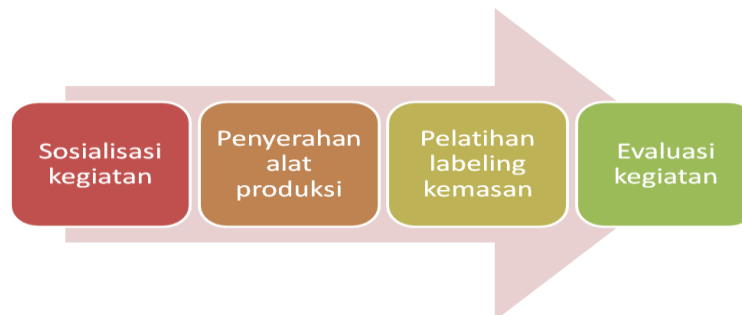 Sosialisasi
kegiatan
Penyerahan
alat
produksi
Pelatihan
labeling
kemasan
Evaluasi
kegiatan